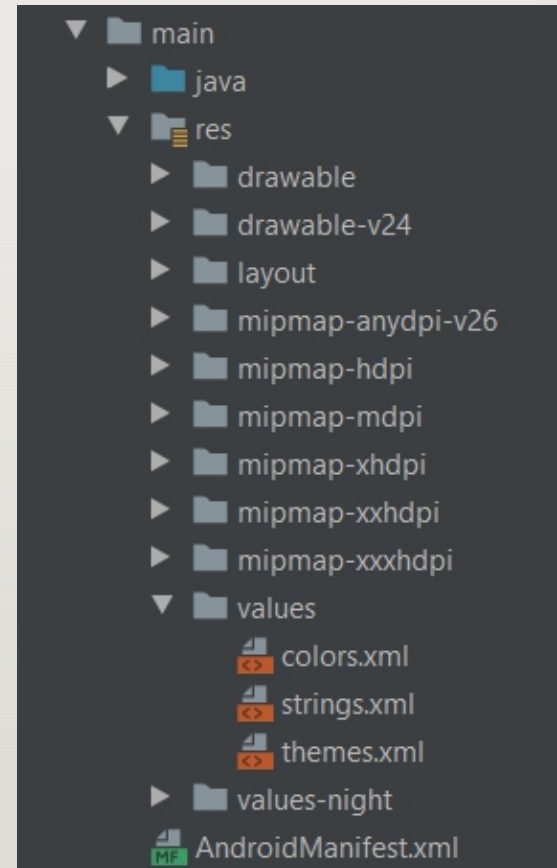 main
java
res
drawable
drawable-v24
layout
mipmap-anydpi-v26
mipmap-hdpi
mipmap-mdpi
mipmap-xhdpi
mipmap-xxhdpi
mipmap-xxxhdpi
values
<> colors.xml
<> strings.xml
<> themes.xml
values-night
MF AndroidManifest.xml